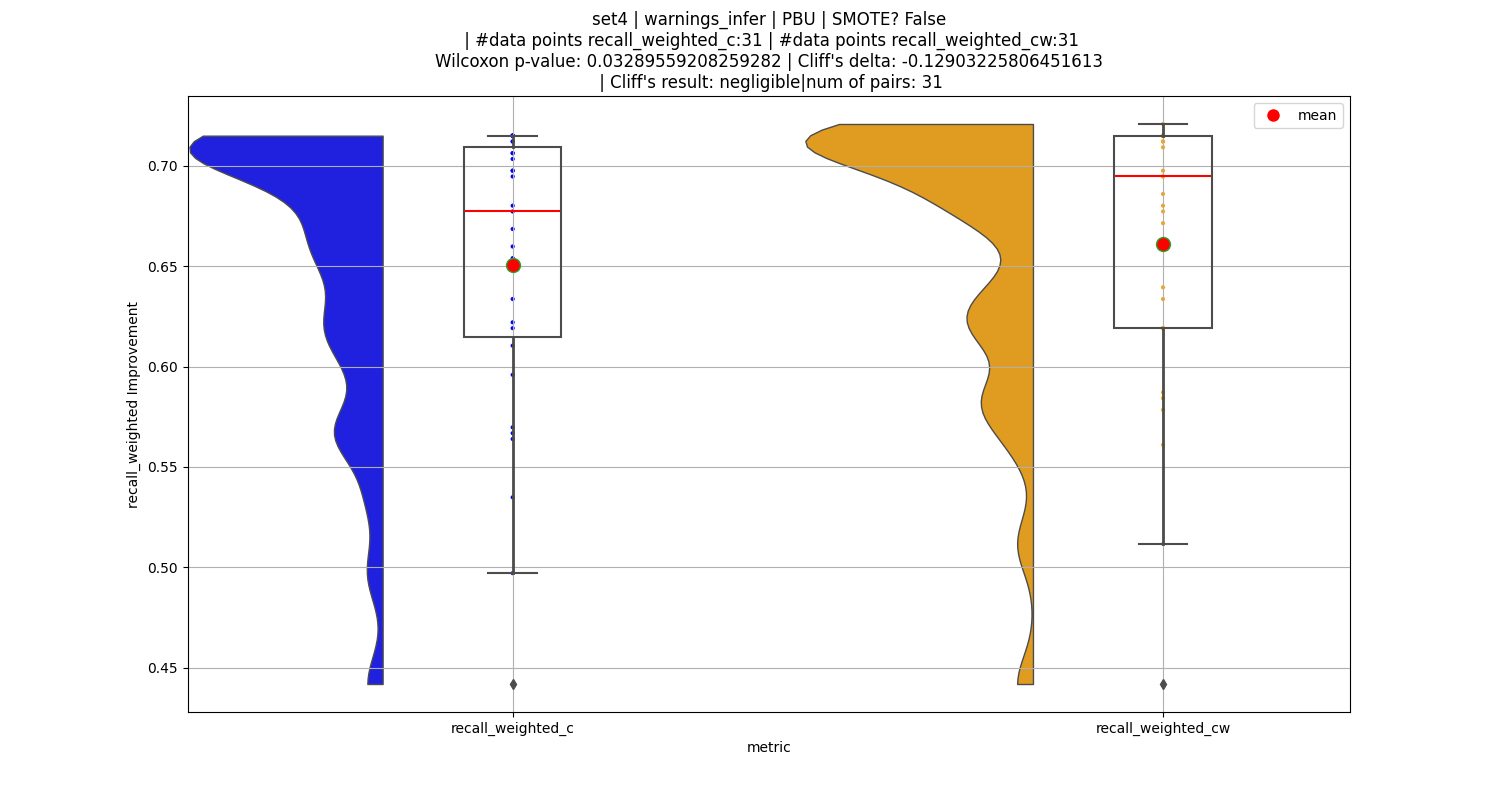 set4 | warnings_infer | PBU | SMOTE? False
| #data points recall_weighted_c:31 | #data points recall_weighted_cw:31
Wilcoxon p-value: 0.03289559208259282 | Cliff's delta: -0.12903225806451613
| Cliff's result: negligible|num of pairs: 31
mean
0.70
0.65
0.60
0.55
0.50
0.45
recall_weighted Improvement
recall_weighted_c
recall_weighted_cw
metric